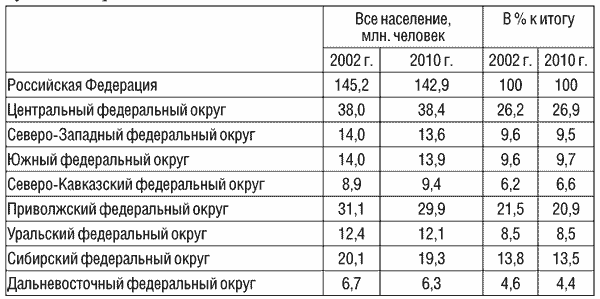 Все население, млн. человек | В % к итогу
2002 г. | 2010 г. | 2002 г. | 2010 г.
Российская Федерация | 145,2 | 142,9 | 100 | 100
Центральный федеральный округ | 38,0 | 38,4 | 26,2 | 26,9
Северо-Западный федеральный округ | 14,0 | 13,6 | 9,6 | 9,5
Южный федеральный округ | 14,0 | 13,9 | 9,6 | 9,7
Северо-Кавказский федеральный округ | 8,9 | 9,4 | 6,2 | 6,6
Приволжский федеральный округ | 31,1 | 29,9 | 21,5 | 20,9
Уральский федеральный округ | 12,4 | 12,1 | 8,5 | 8,5
Сибирский федеральный округ | 20,1 | 19,3 | 13,8 | 13,5
Дальневосточный федеральный округ | 6,7 | 6,3 | 4,6 | 4,4